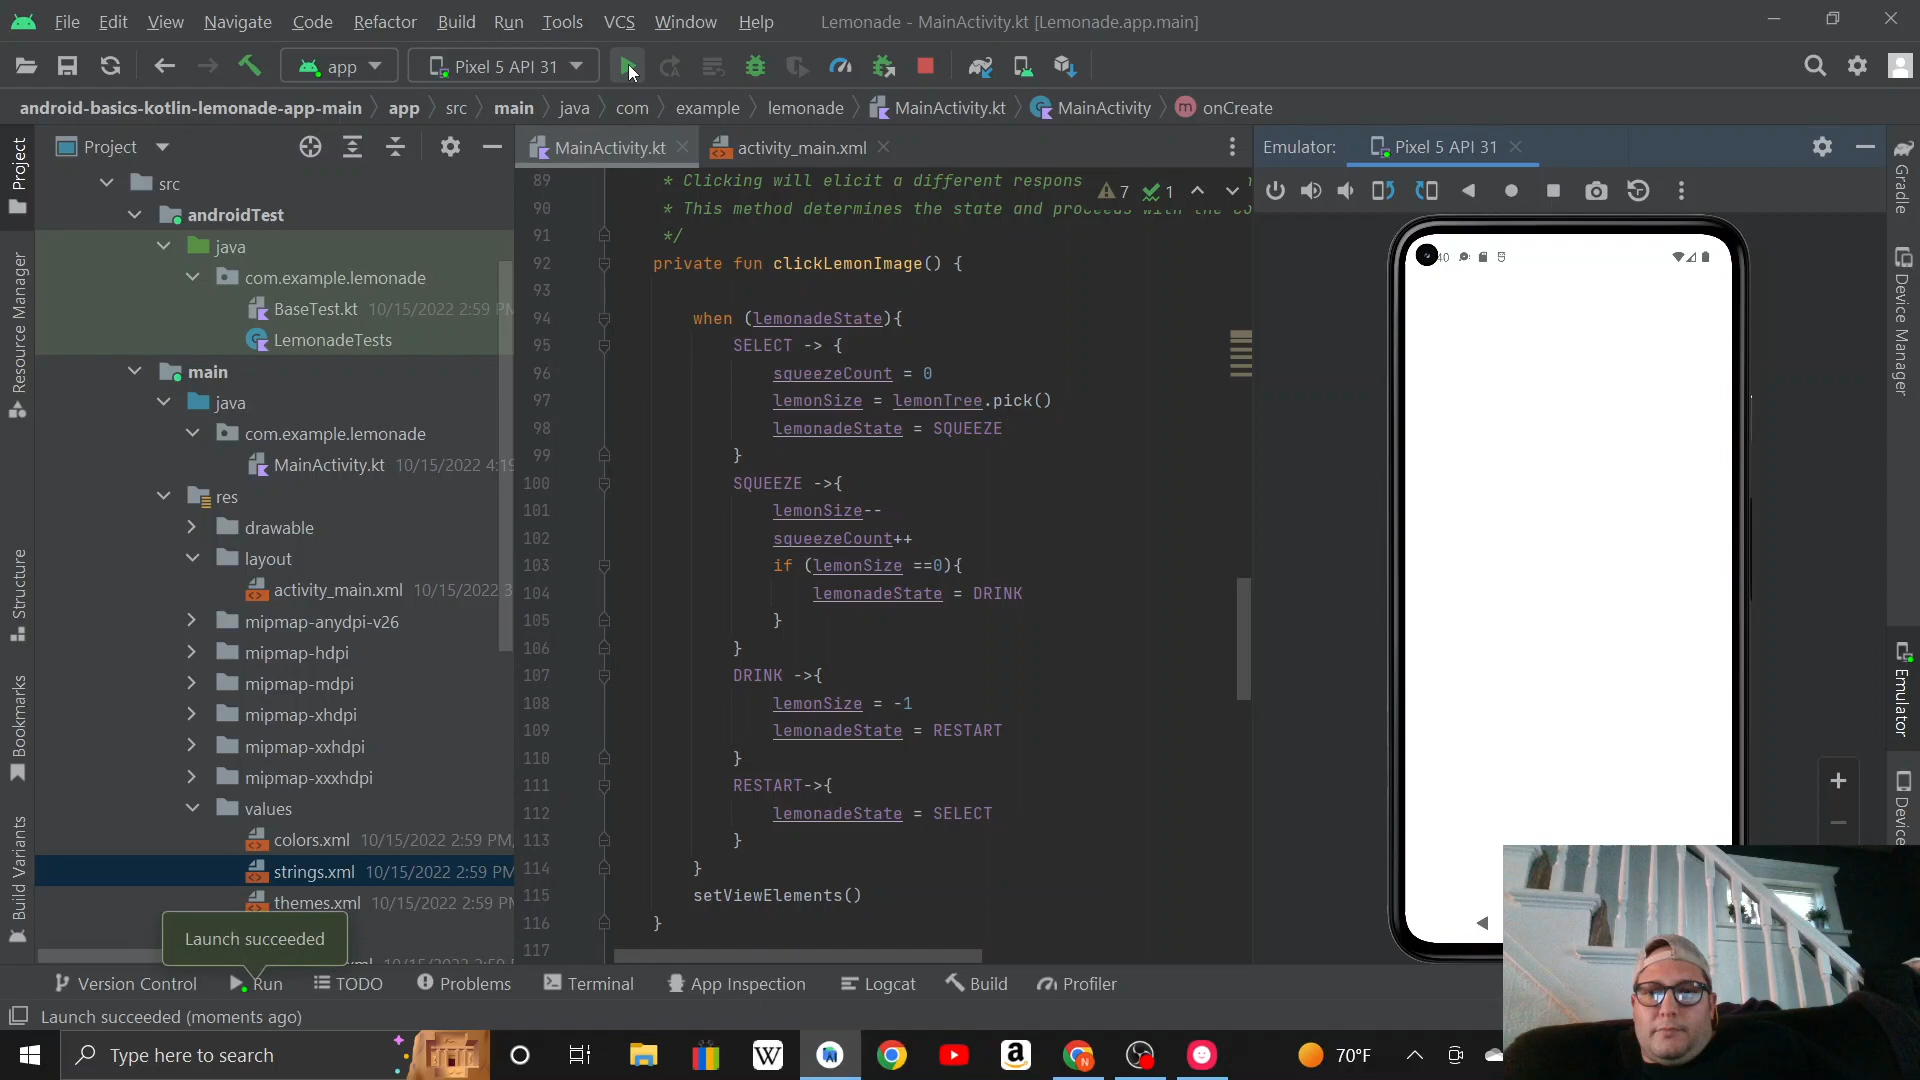 File Edit View Navigate Code Refactor Build Run Tools VCS Window Help Lemonade - MainActivity.kt [Lemonade.app.main]
app Pixel 5 API 31
android-basics-kotlin-lemonade-app-main app src main java com example lemonade MainActivity.kt MainActivity onCreate
Project
MainActivity.kt activity_main.xml
Emulator: Pixel 5 API 31
src
androidTest
java
com.example.lemonade
BaseTest.kt 10/15/2022 2:59 PM
LemonadeTests
main
java
com.example.lemonade
MainActivity.kt 10/15/2022 4:19
res
drawable
layout
activity_main.xml 10/15/2022 3
mipmap-anydpi-v26
mipmap-hdpi
mipmap-mdpi
mipmap-xhdpi
mipmap-xxhdpi
mipmap-xxxhdpi
values
colors.xml 10/15/2022 2:59 PM,
strings.xml 10/15/2022 2:59 PM
themes.xml 10/15/2022 2:59 P
Launch succeeded
7 1
89 * Clicking will elicit a different respons
90 * This method determines the state and proceeds with the
91 */
92 private fun clickLemonImage() {
93
94 when (lemonadeState){
95 SELECT -> {
96 squeezeCount = 0
97 lemonSize = lemonTree.pick()
98 lemonadeState = SQUEEZE
99 }
100 SQUEEZE ->{
101 lemonSize--
102 squeezeCount++
103 if (lemonSize ==0){
104 lemonadeState = DRINK
105 }
106 }
107 DRINK ->{
108 lemonSize = -1
109 lemonadeState = RESTART
110 }
111 RESTART->{
112 lemonadeState = SELECT
113 }
114 }
115 setViewElements()
116 }
117
Project
Resource Manager
Structure
Bookmarks
Build Variants
Gradle
Device Manager
Emulator
Device
Version Control Run TODO Problems Terminal App Inspection Logcat Build Profiler
Launch succeeded (moments ago)
Type here to search
70°F